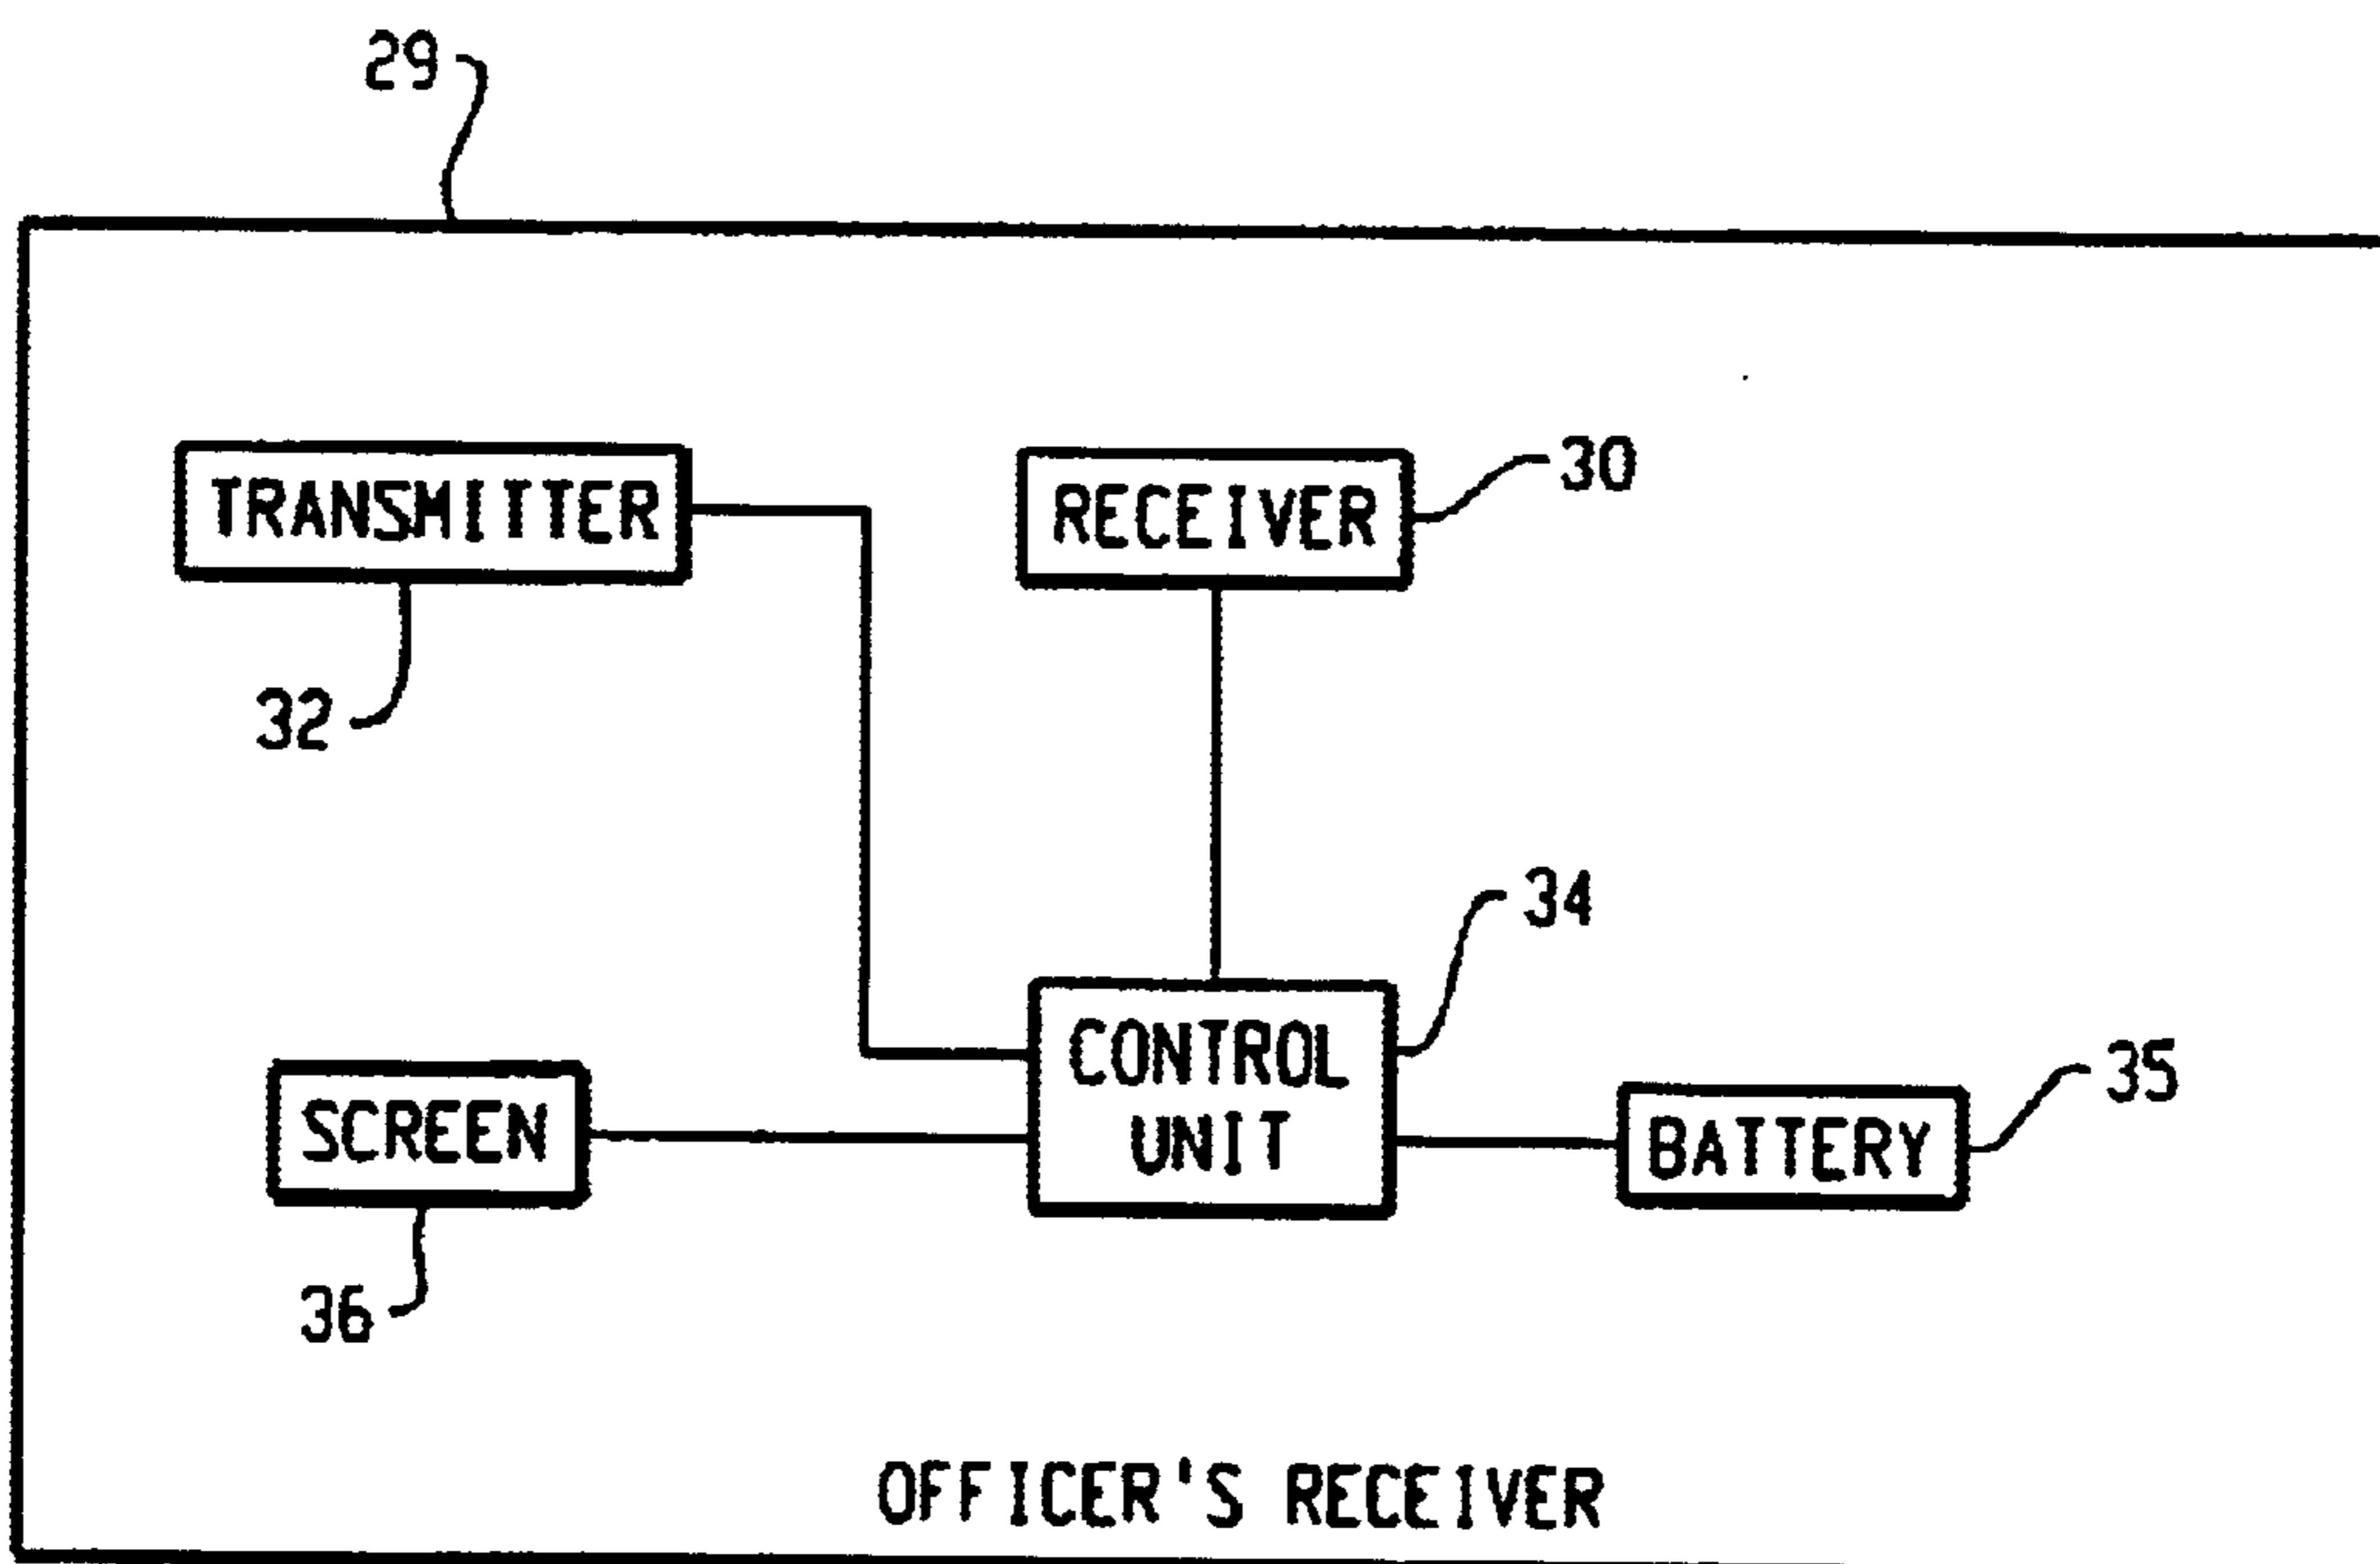 29
TRANSMITTER
RECEIVER
30
32
34
CONTROL
UNIT
SCREEN
BATTERY
35
36
OFFICER'S RECEIVER